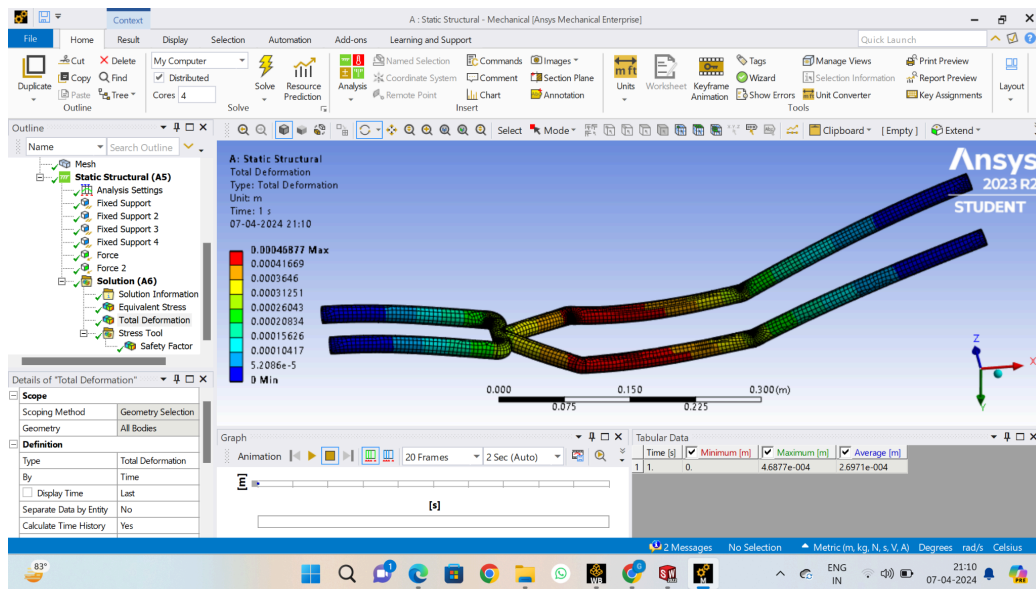 A : Static Structural - Mechanical [Ansys Mechanical Enterprise]
Context
File Home Result Display Selection Automation Add-ons Learning and Support Quick Launch
Duplicate
Cut
Copy
Paste
Delete
Find
Tree
Outline
My Computer
Distributed
Cores 4
Solve
Resource
Prediction
Solve
Analysis
Named Selection
Coordinate System
Remote Point
Commands
Comment
Chart
Images
Section Plane
Annotation
Insert
Units
Worksheet
Keyframe
Animation
Tags
Wizard
Show Errors
Manage Views
Selection Information
Unit Converter
Print Preview
Report Preview
Key Assignments
Tools
Layout
Outline
Name Search Outline
Select Mode Clipboard [Empty] Extend
Mesh
Static Structural (A5)
Analysis Settings
Fixed Support
Fixed Support 2
Fixed Support 3
Fixed Support 4
Force
Force 2
Solution (A6)
Solution Information
Equivalent Stress
Total Deformation
Stress Tool
Safety Factor
A: Static Structural
Total Deformation
Type: Total Deformation
Unit: m
Time: 1 s
07-04-2024 21:10
0.00046877 Max
0.00041669
0.0003646
0.00031251
0.00026043
0.00020834
0.00015626
0.00010417
5.2086e-5
0 Min
Ansys
2023 R2
STUDENT
0.000 0.150 0.300(m)
0.075 0.225
Z
X
Y
Details of "Total Deformation"
Scope
Scoping Method Geometry Selection
Geometry All Bodies
Definition
Type Total Deformation
By Time
Display Time Last
Separate Data by Entity No
Calculate Time History Yes
Graph
Animation 20 Frames 2 Sec (Auto)
[s]
Tabular Data
Time [s] Minimum [m] Maximum [m] Average [m]
1 1. 0. 4.6877e-004 2.6971e-004
2 Messages No Selection Metric (m, kg, N, s, V, A) Degrees rad/s Celsius
83°
ENG
IN
21:10
07-04-2024